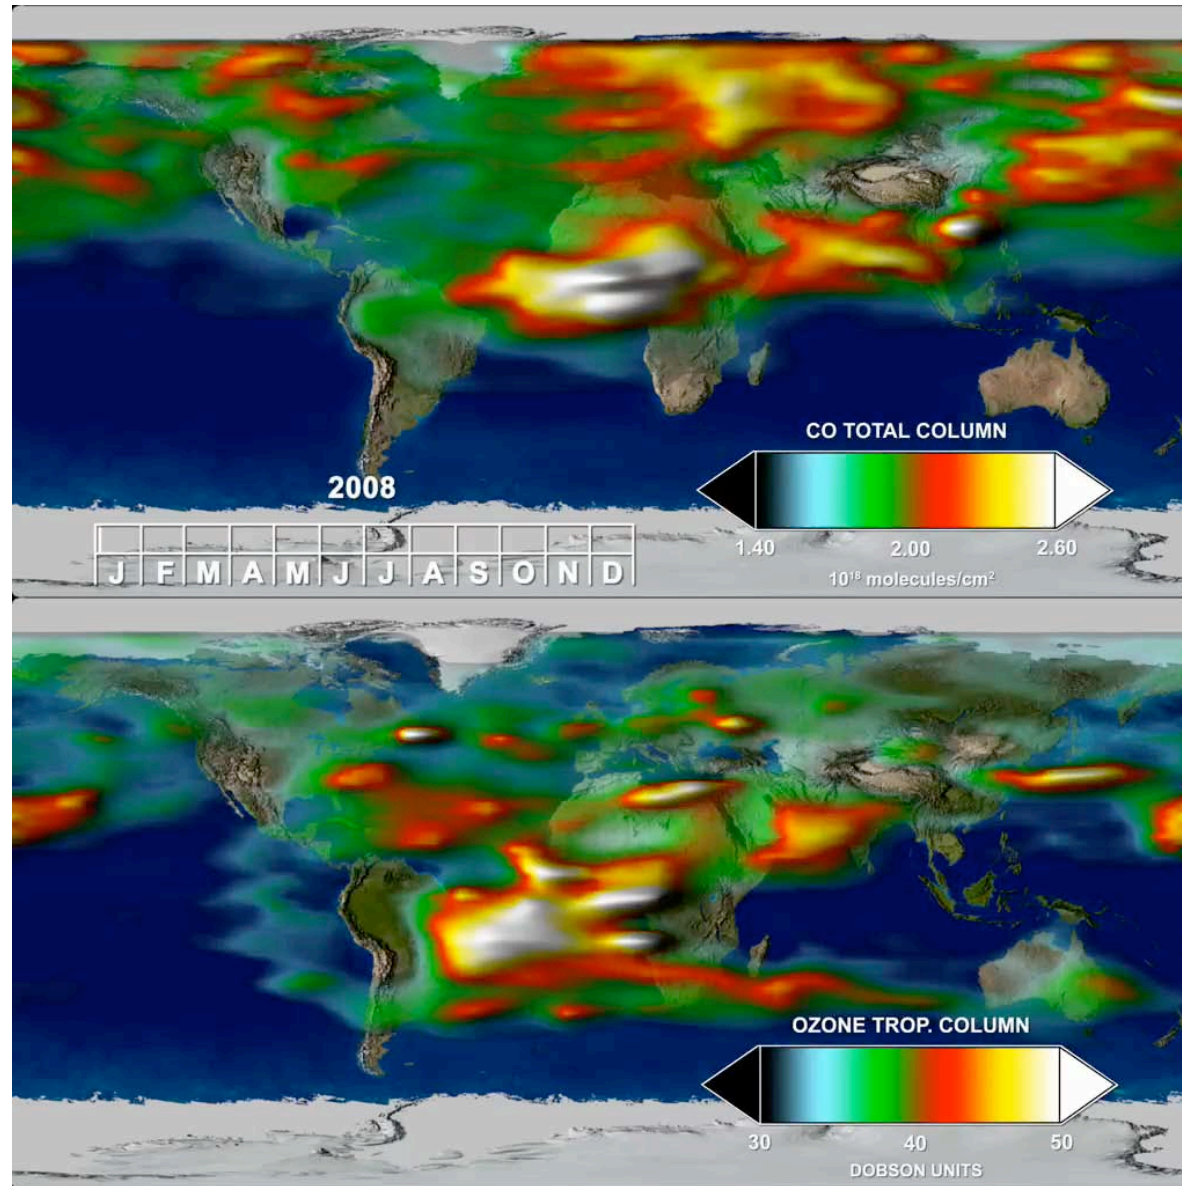 CO TOTAL COLUMN
2008
1.40 2.00 2.60
J F M A M J J A S O N D
10¹⁸ molecules/cm²
OZONE TROP. COLUMN
30 40 50
DOBSON UNITS